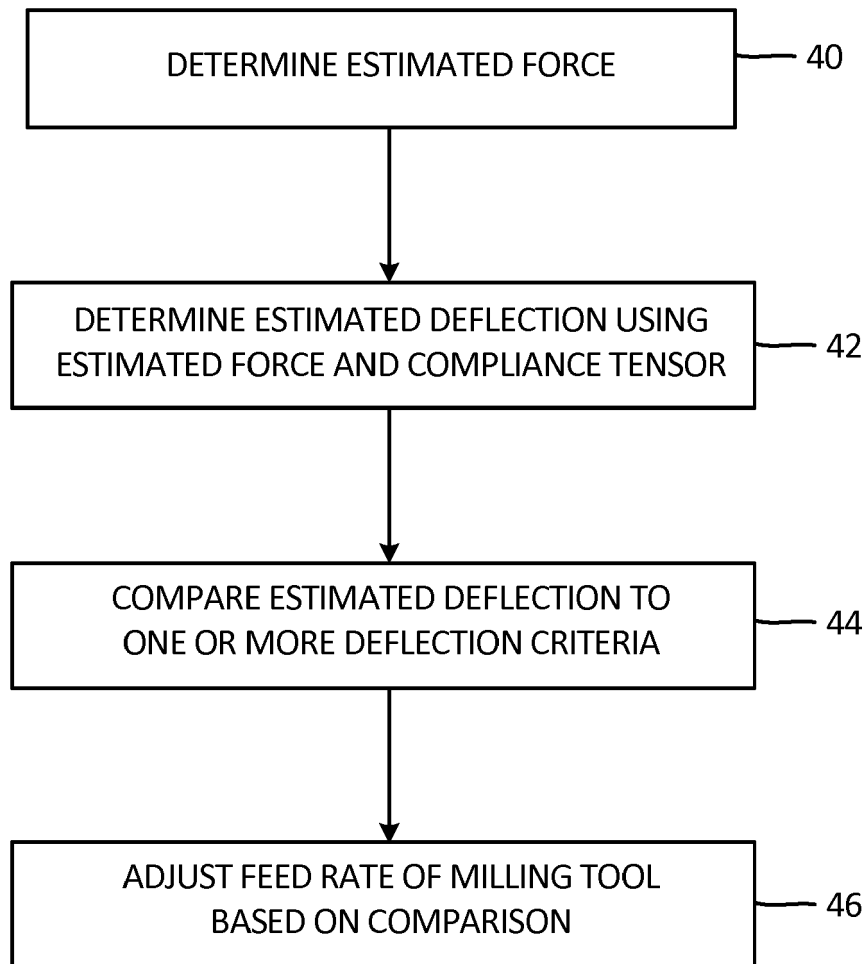 DETERMINE ESTIMATED FORCE
40
DETERMINE ESTIMATED DEFLECTION USING
ESTIMATED FORCE AND COMPLIANCE TENSOR
42
COMPARE ESTIMATED DEFLECTION TO
ONE OR MORE DEFLECTION CRITERIA
44
ADJUST FEED RATE OF MILLING TOOL
BASED ON COMPARISON
46